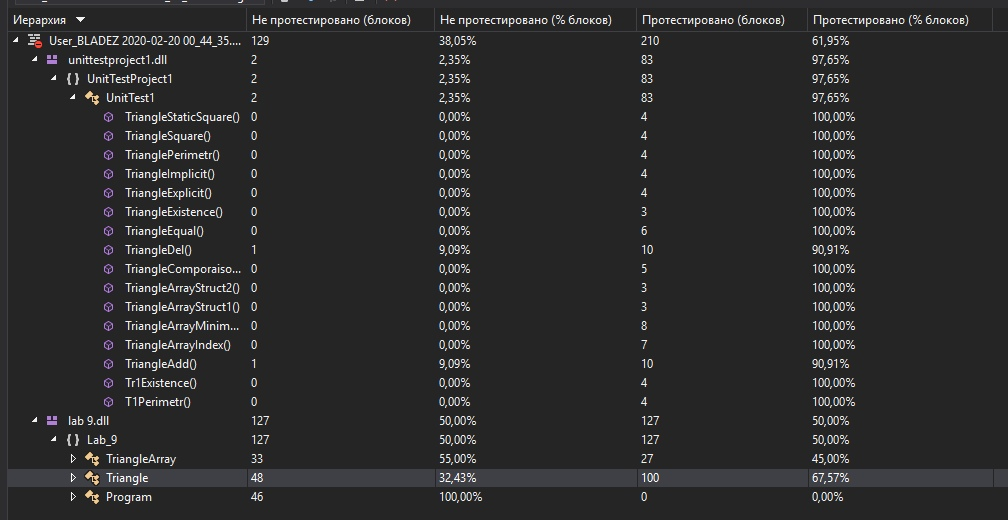 Иерархия Не протестировано (блоков) Не протестировано (% блоков) Протестировано (блоков) Протестировано (% блоков)
User_BLADEZ 2020-02-20 00_44_35.... 129 38,05% 210 61,95%
unittestproject1.dll 2 2,35% 83 97,65%
{ } UnitTestProject1 2 2,35% 83 97,65%
UnitTest1 2 2,35% 83 97,65%
TriangleStaticSquare() 0 0,00% 4 100,00%
TriangleSquare() 0 0,00% 4 100,00%
TrianglePerimetr() 0 0,00% 4 100,00%
TriangleImplicit() 0 0,00% 4 100,00%
TriangleExplicit() 0 0,00% 4 100,00%
TriangleExistence() 0 0,00% 3 100,00%
TriangleEqual() 0 0,00% 6 100,00%
TriangleDel() 1 9,09% 10 90,91%
TriangleComporaiso... 0 0,00% 5 100,00%
TriangleArrayStruct2() 0 0,00% 3 100,00%
TriangleArrayStruct1() 0 0,00% 3 100,00%
TriangleArrayMinim... 0 0,00% 8 100,00%
TriangleArrayIndex() 0 0,00% 7 100,00%
TriangleAdd() 1 9,09% 10 90,91%
Tr1Existence() 0 0,00% 4 100,00%
T1Perimetr() 0 0,00% 4 100,00%
lab 9.dll 127 50,00% 127 50,00%
{ } Lab_9 127 50,00% 127 50,00%
TriangleArray 33 55,00% 27 45,00%
Triangle 48 32,43% 100 67,57%
Program 46 100,00% 0 0,00%